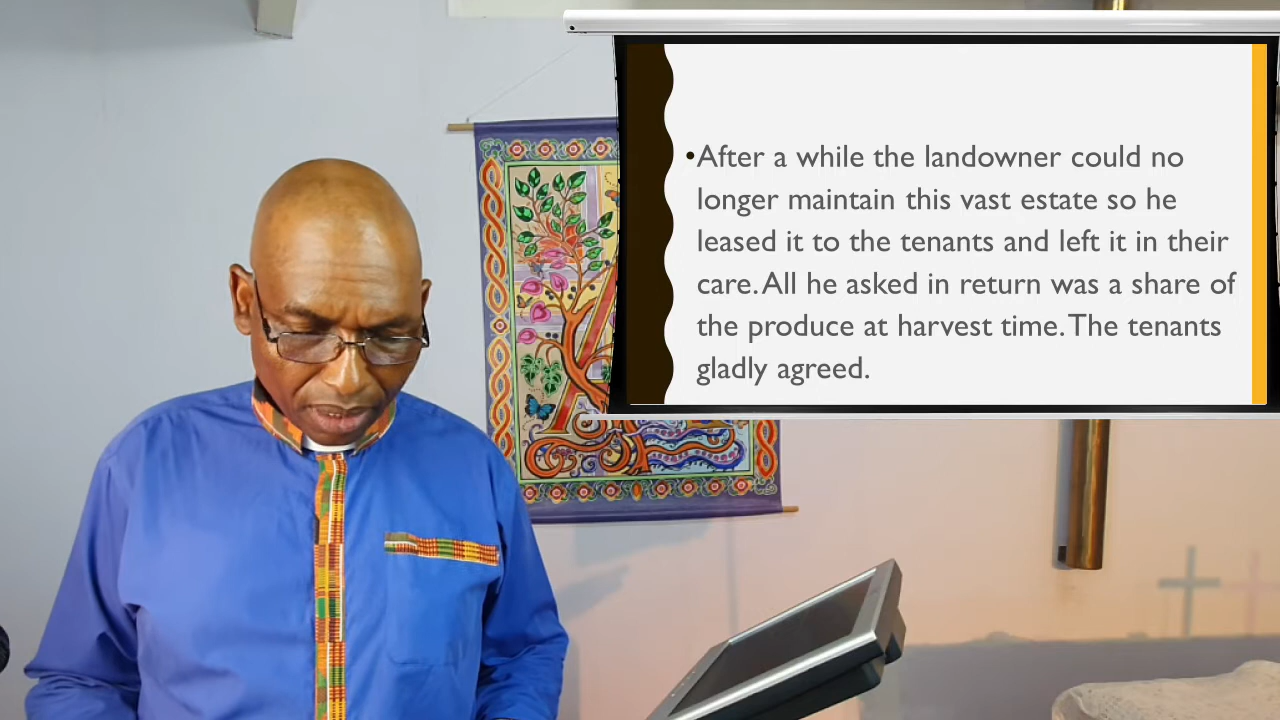 •After a while the landowner could no
longer maintain this vast estate so he
leased it to the tenants and left it in their
care. All he asked in return was a share of
the produce at harvest time. The tenants
gladly agreed.